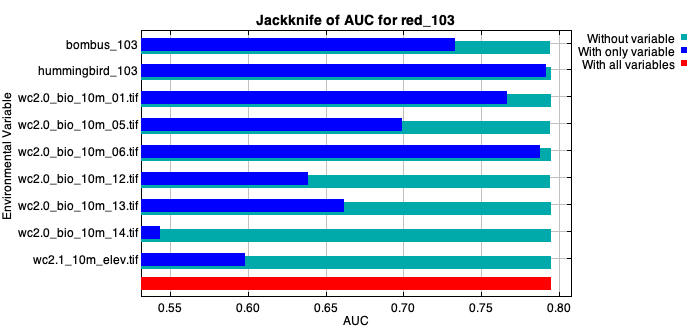 Jackknife of AUC for red_103
Without variable
With only variable
With all variables
Environmental Variable
bombus_103
hummingbird_103
wc2.0_bio_10m_01.tif
wc2.0_bio_10m_05.tif
wc2.0_bio_10m_06.tif
wc2.0_bio_10m_12.tif
wc2.0_bio_10m_13.tif
wc2.0_bio_10m_14.tif
wc2.1_10m_elev.tif
0.55 0.60 0.65 0.70 0.75 0.80
AUC